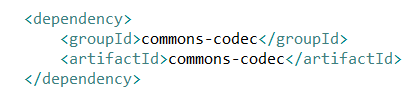 <dependency>
    <groupId>commons-codec</groupId>
    <artifactId>commons-codec</artifactId>
</dependency>